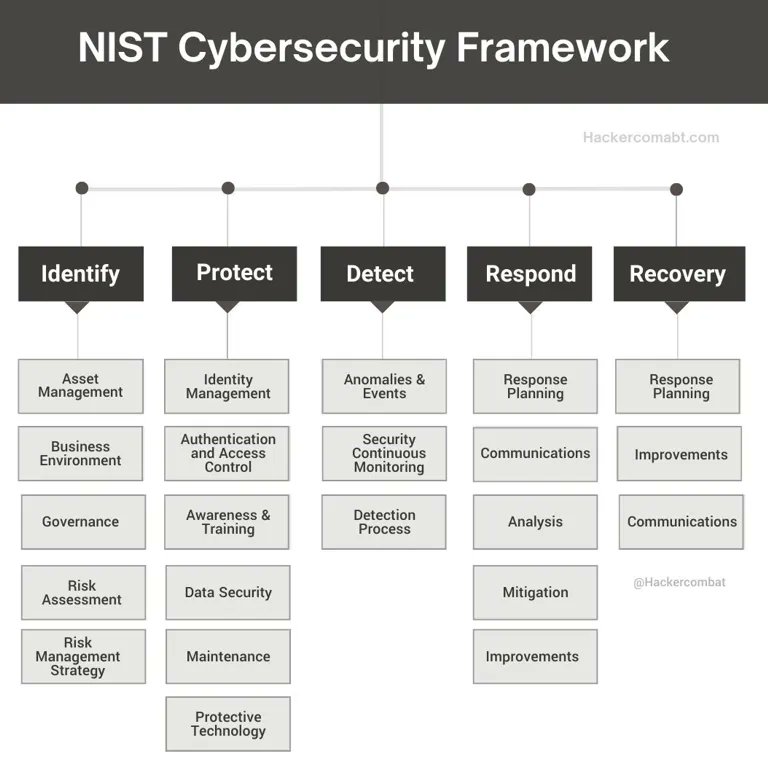 NIST Cybersecurity Framework
Hackercomabt.com
Identify
Protect
Detect
Respond
Recovery
Asset
Management
Business
Environment
Governance
Risk
Assessment
Risk
Management
Strategy
Identity
Management
Authentication
and Access
Control
Awareness &
Training
Data Security
Maintenance
Protective
Technology
Anomalies &
Events
Security
Continuous
Monitoring
Detection
Process
Response
Planning
Communications
Analysis
Mitigation
Improvements
Response
Planning
Improvements
Communications
@Hackercombat